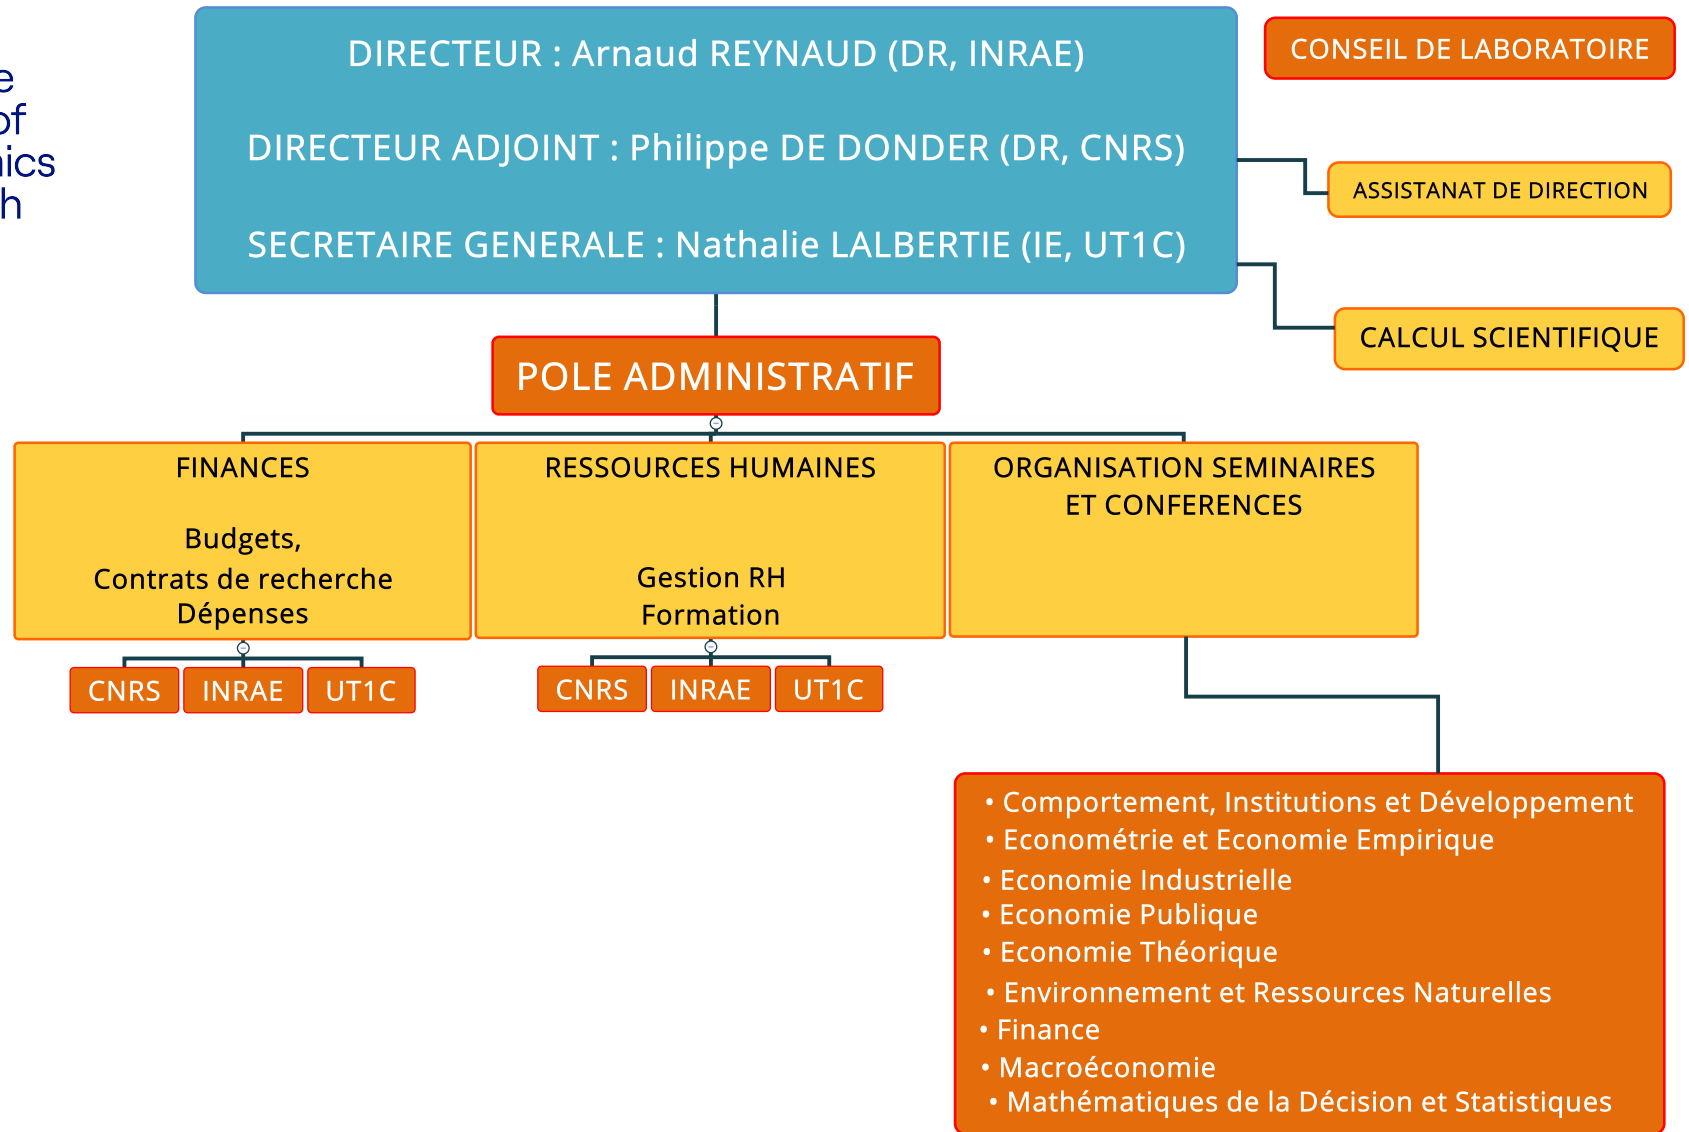 of
DIRECTEUR : Arnaud REYNAUD (DR, INRAE)
DIRECTEUR ADJOINT : Philippe DE DONDER (DR, CNRS)
SECRETAIRE GENERALE : Nathalie LALBERTIE (IE, UT1C)
CONSEIL DE LABORATOIRE
ASSISTANAT DE DIRECTION
CALCUL SCIENTIFIQUE
POLE ADMINISTRATIF
FINANCES
Budgets,
Contrats de recherche
Dépenses
RESSOURCES HUMAINES
Gestion RH
Formation
ORGANISATION SEMINAIRES
ET CONFERENCES
CNRS
INRAE
UT1C
CNRS
INRAE
UT1C
• Comportement, Institutions et Développement
• Econométrie et Economie Empirique
• Economie Industrielle
• Economie Publique
• Economie Théorique
• Environnement et Ressources Naturelles
• Finance
• Macroéconomie
• Mathématiques de la Décision et Statistiques